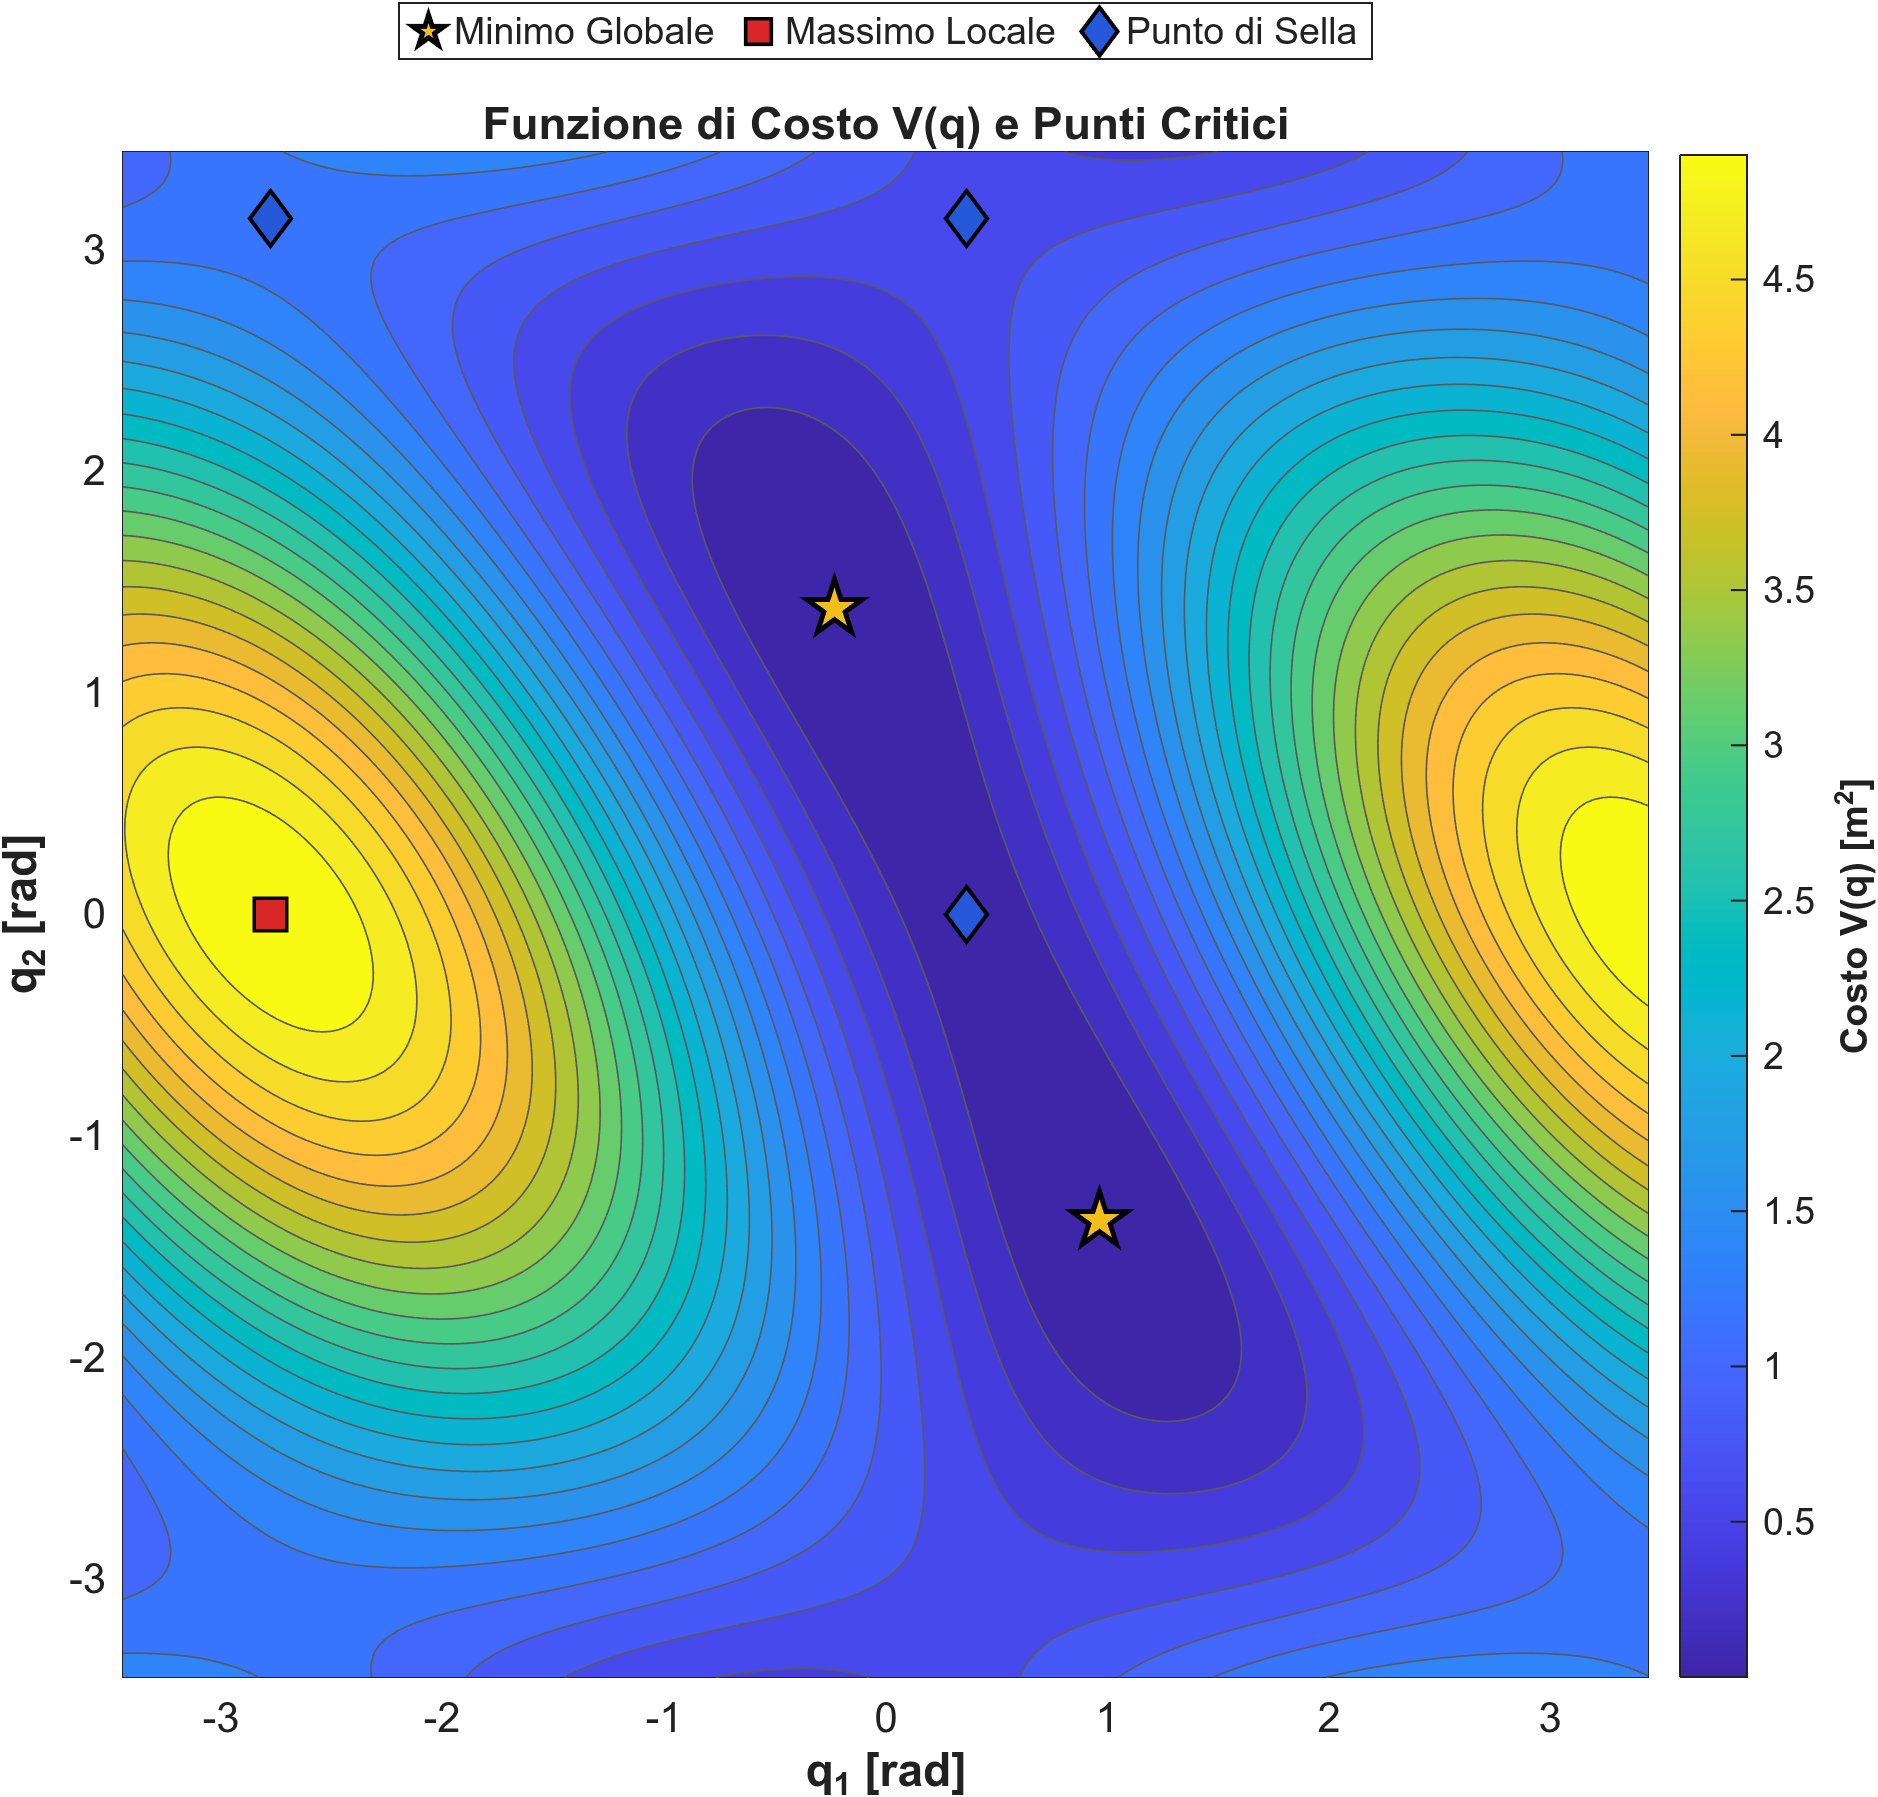 Minimo Globale Massimo Locale Punto di Sella
Funzione di Costo V(q) e Punti Critici
3
2
1
0
-1
-2
-3
q2 [rad]
-3 -2 -1 0 1 2 3
q1 [rad]
4.5
4
3.5
3
2.5
2
1.5
1
0.5
Costo V(q) [m²]